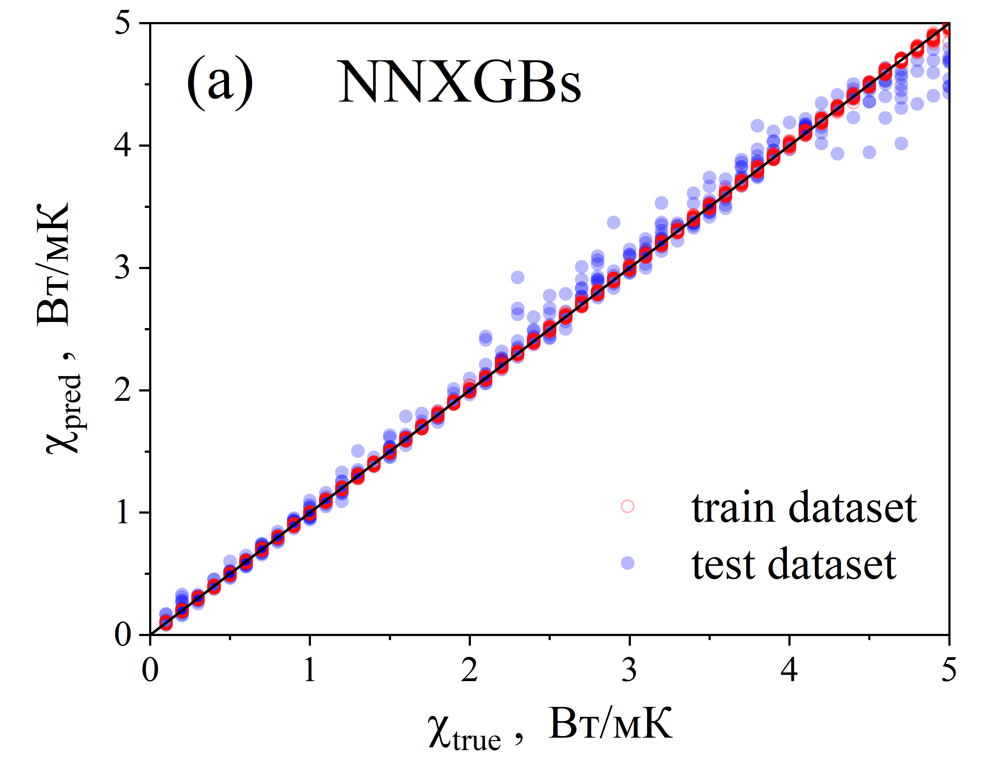 (a) NNXGBs
5
4
3
2
1
0
χpred , Вт/мК
train dataset
test dataset
0 1 2 3 4 5
χtrue , Вт/мК